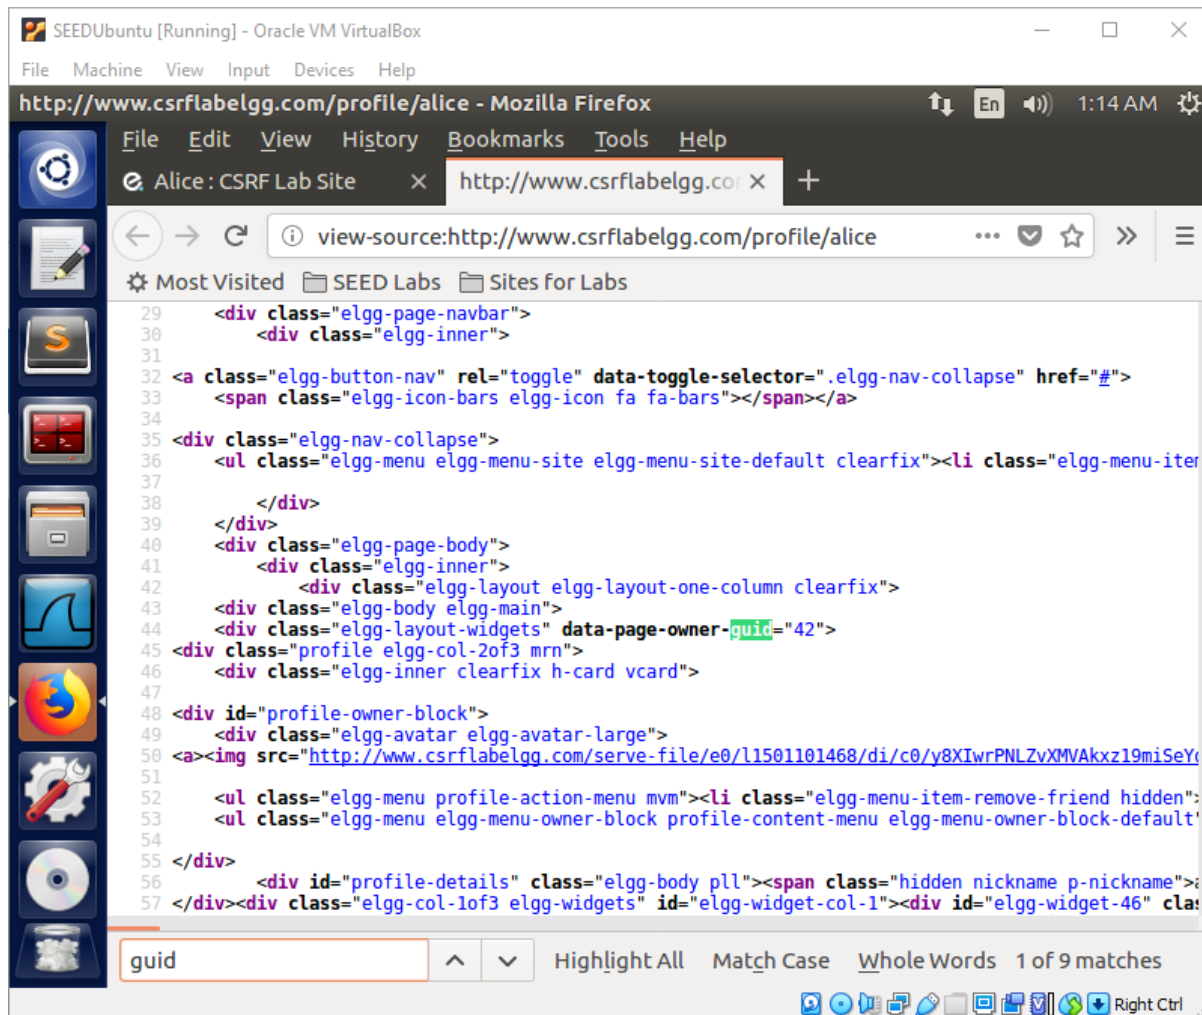 SEEDUbuntu [Running] - Oracle VM VirtualBox
File Machine View Input Devices Help
http://www.csrflabelgg.com/profile/alice - Mozilla Firefox En 1:14 AM
File Edit View History Bookmarks Tools Help
Alice : CSRF Lab Site × http://www.csrflabelgg.cor × +
view-source:http://www.csrflabelgg.com/profile/alice
Most Visited SEED Labs Sites for Labs
29 <div class="elgg-page-navbar">
30 <div class="elgg-inner">
31
32 <a class="elgg-button-nav" rel="toggle" data-toggle-selector=".elgg-nav-collapse" href="#">
33 <span class="elgg-icon-bars elgg-icon fa fa-bars"></span></a>
34
35 <div class="elgg-nav-collapse">
36 <ul class="elgg-menu elgg-menu-site elgg-menu-site-default clearfix"><li class="elgg-menu-iter
37
38 </div>
39 </div>
40 <div class="elgg-page-body">
41 <div class="elgg-inner">
42 <div class="elgg-layout elgg-layout-one-column clearfix">
43 <div class="elgg-body elgg-main">
44 <div class="elgg-layout-widgets" data-page-owner-guid="42">
45 <div class="profile elgg-col-2of3 mrn">
46 <div class="elgg-inner clearfix h-card vcard">
47
48 <div id="profile-owner-block">
49 <div class="elgg-avatar elgg-avatar-large">
50 <a><img src="http://www.csrflabelgg.com/serve-file/e0/l1501101468/di/c0/y8XIwrPNLZvXMVAkxz19miSeYc
51
52 <ul class="elgg-menu profile-action-menu mvm"><li class="elgg-menu-item-remove-friend hidden">
53 <ul class="elgg-menu elgg-menu-owner-block profile-content-menu elgg-menu-owner-block-default"
54
55 </div>
56 <div id="profile-details" class="elgg-body pll"><span class="hidden nickname p-nickname">a
57 </div><div class="elgg-col-1of3 elgg-widgets" id="elgg-widget-col-1"><div id="elgg-widget-46" clas
guid Highlight All Match Case Whole Words 1 of 9 matches
Right Ctrl